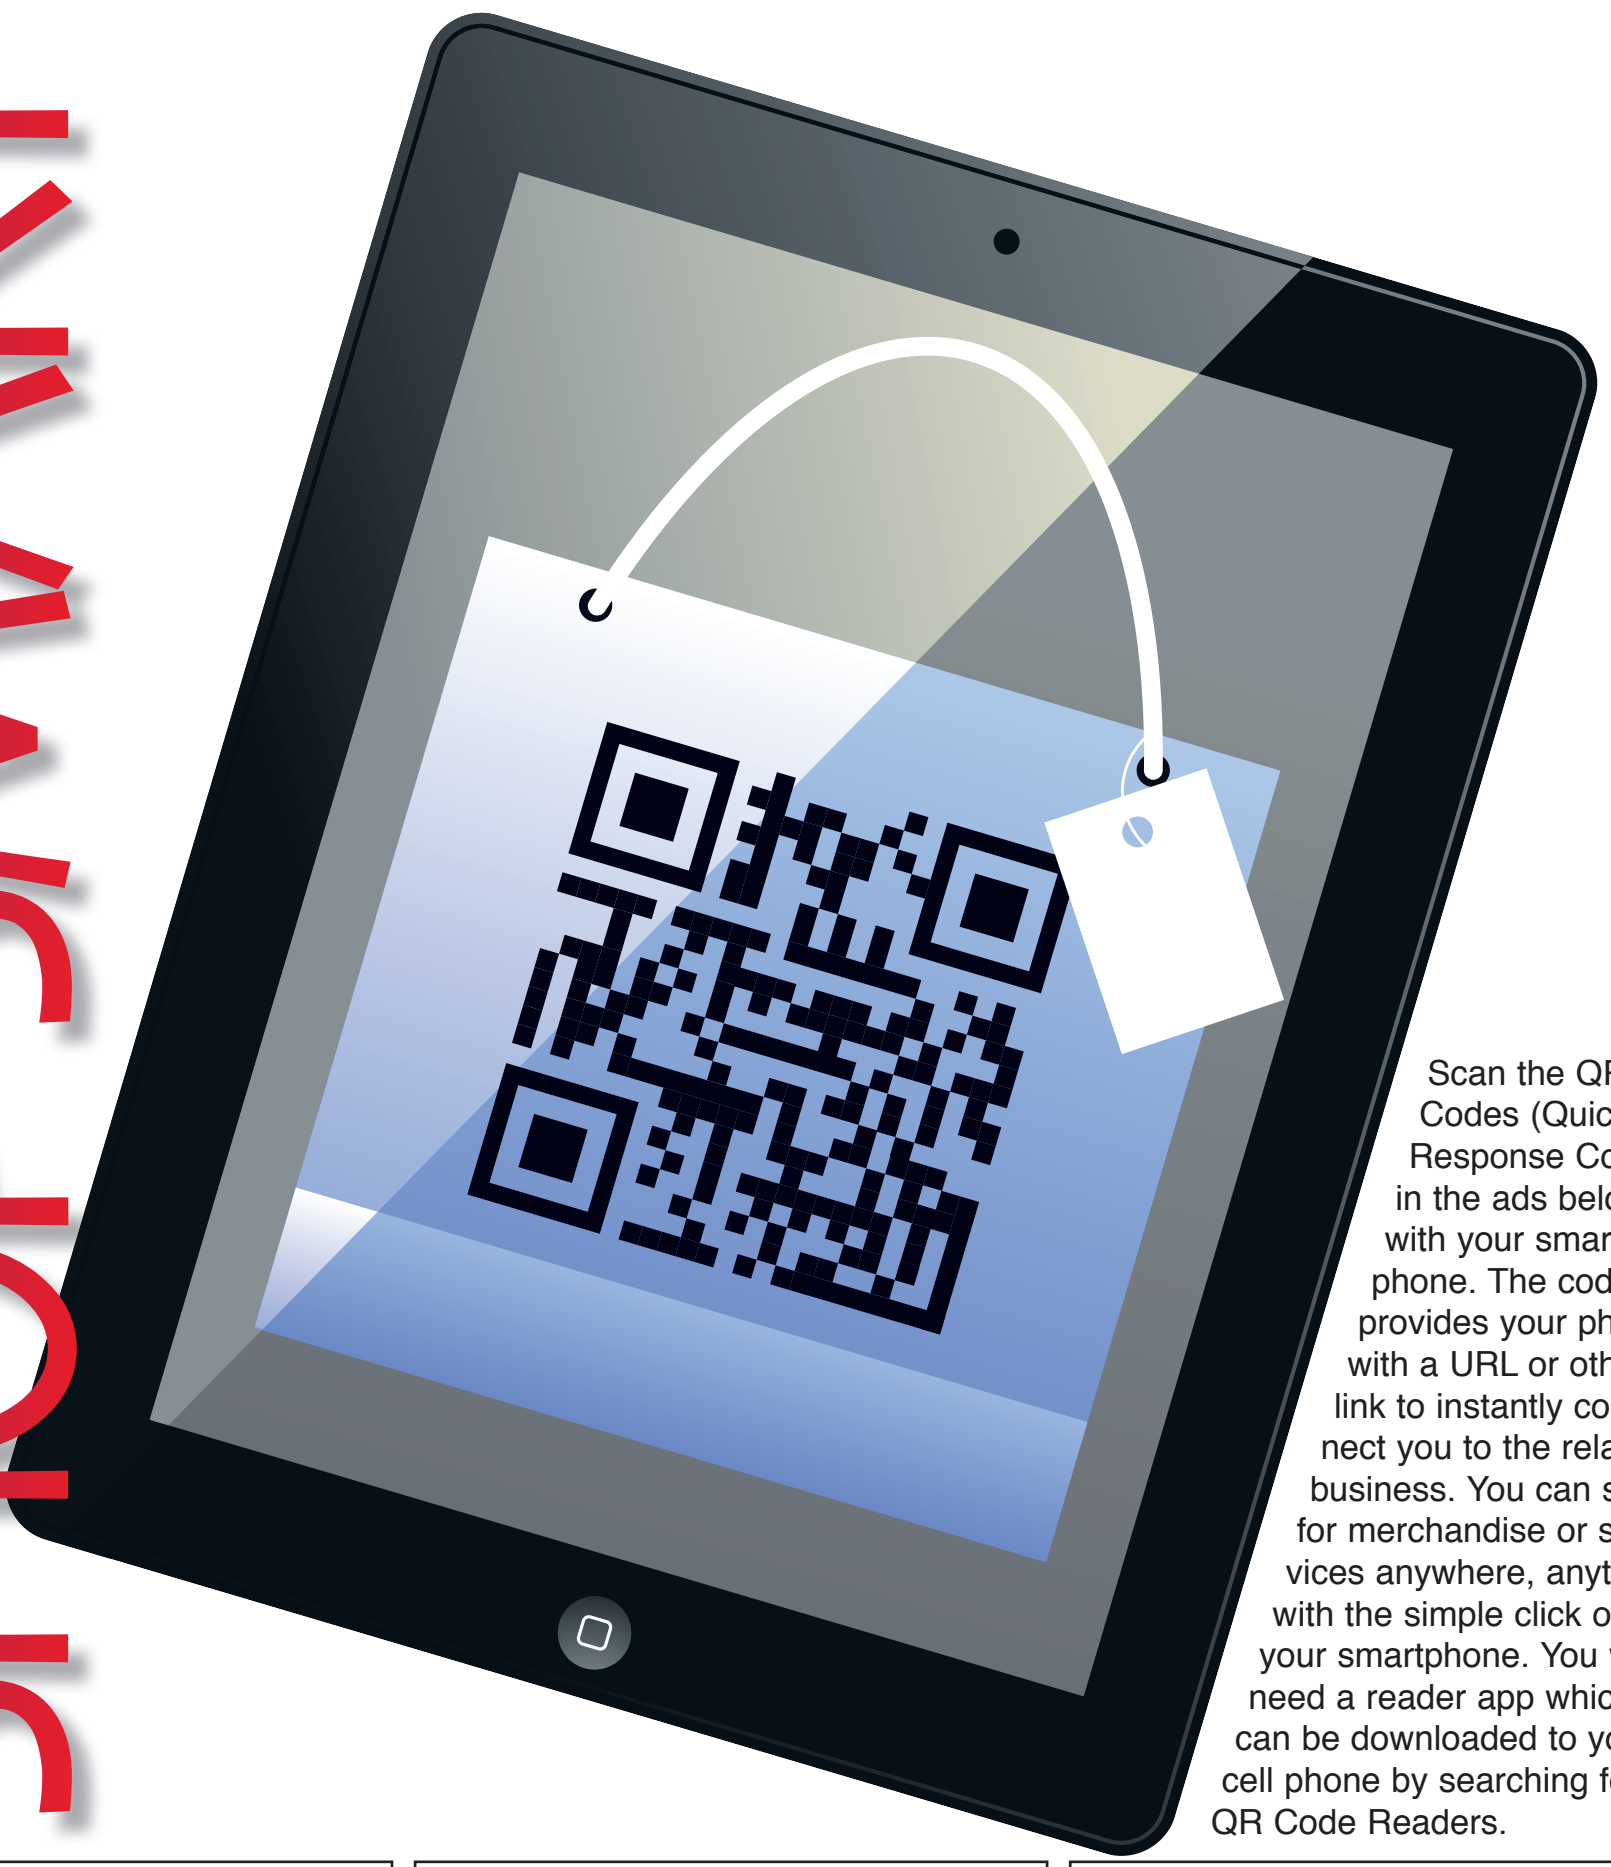 Scan the QR
Codes (Quic
Response Co
in the ads belo
with your smar
phone. The cod
provides your ph
with a URL or oth
link to instantly co
nect you to the rela
business. You can s
for merchandise or s
vices anywhere, anyt
with the simple click o
your smartphone. You
need a reader app whic
can be downloaded to yo
cell phone by searching f
QR Code Readers.